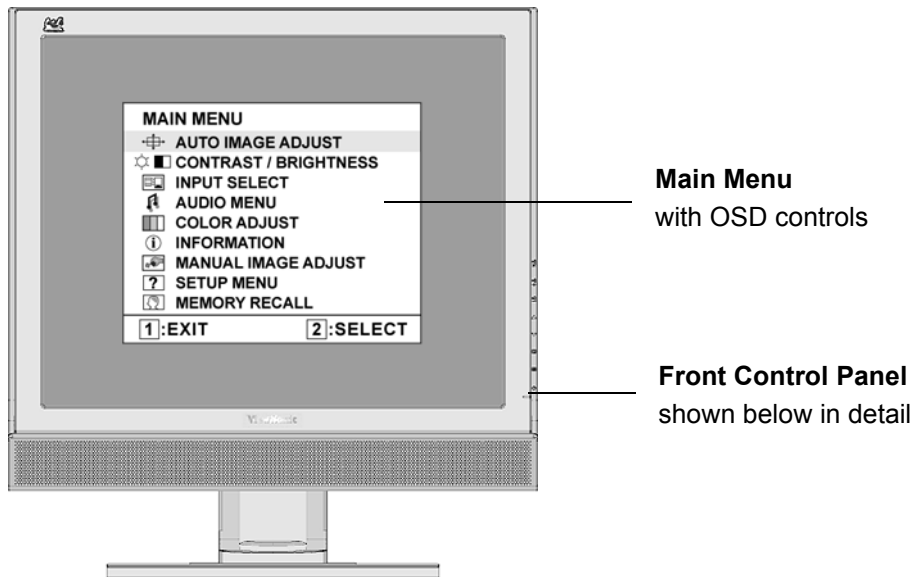 MAIN MENU
AUTO IMAGE ADJUST
CONTRAST / BRIGHTNESS
INPUT SELECT
AUDIO MENU
COLOR ADJUST
INFORMATION
MANUAL IMAGE ADJUST
? SETUP MENU
MEMORY RECALL
1:EXIT 2:SELECT
Main Menu
with OSD controls
Front Control Panel
shown below in detail
ViewSonic